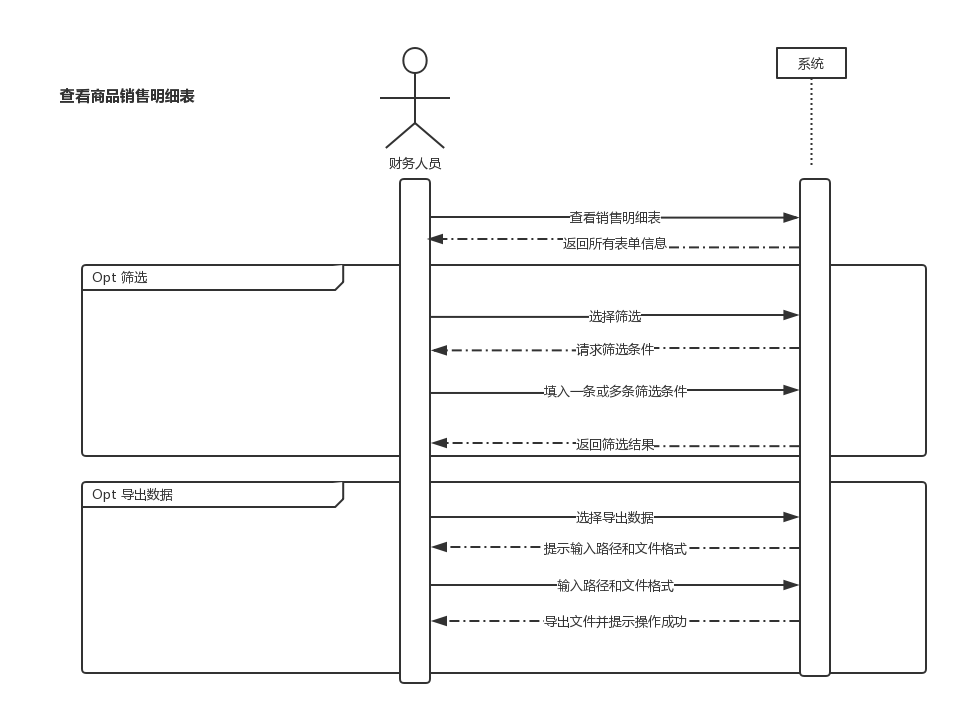 系统
查看商品销售明细表
财务人员
查看销售明细表
返回所有表单信息
Opt 筛选
选择筛选
请求筛选条件
填入一条或多条筛选条件
返回筛选结果
Opt 导出数据
选择导出数据
提示输入路径和文件格式
输入路径和文件格式
导出文件并提示操作成功